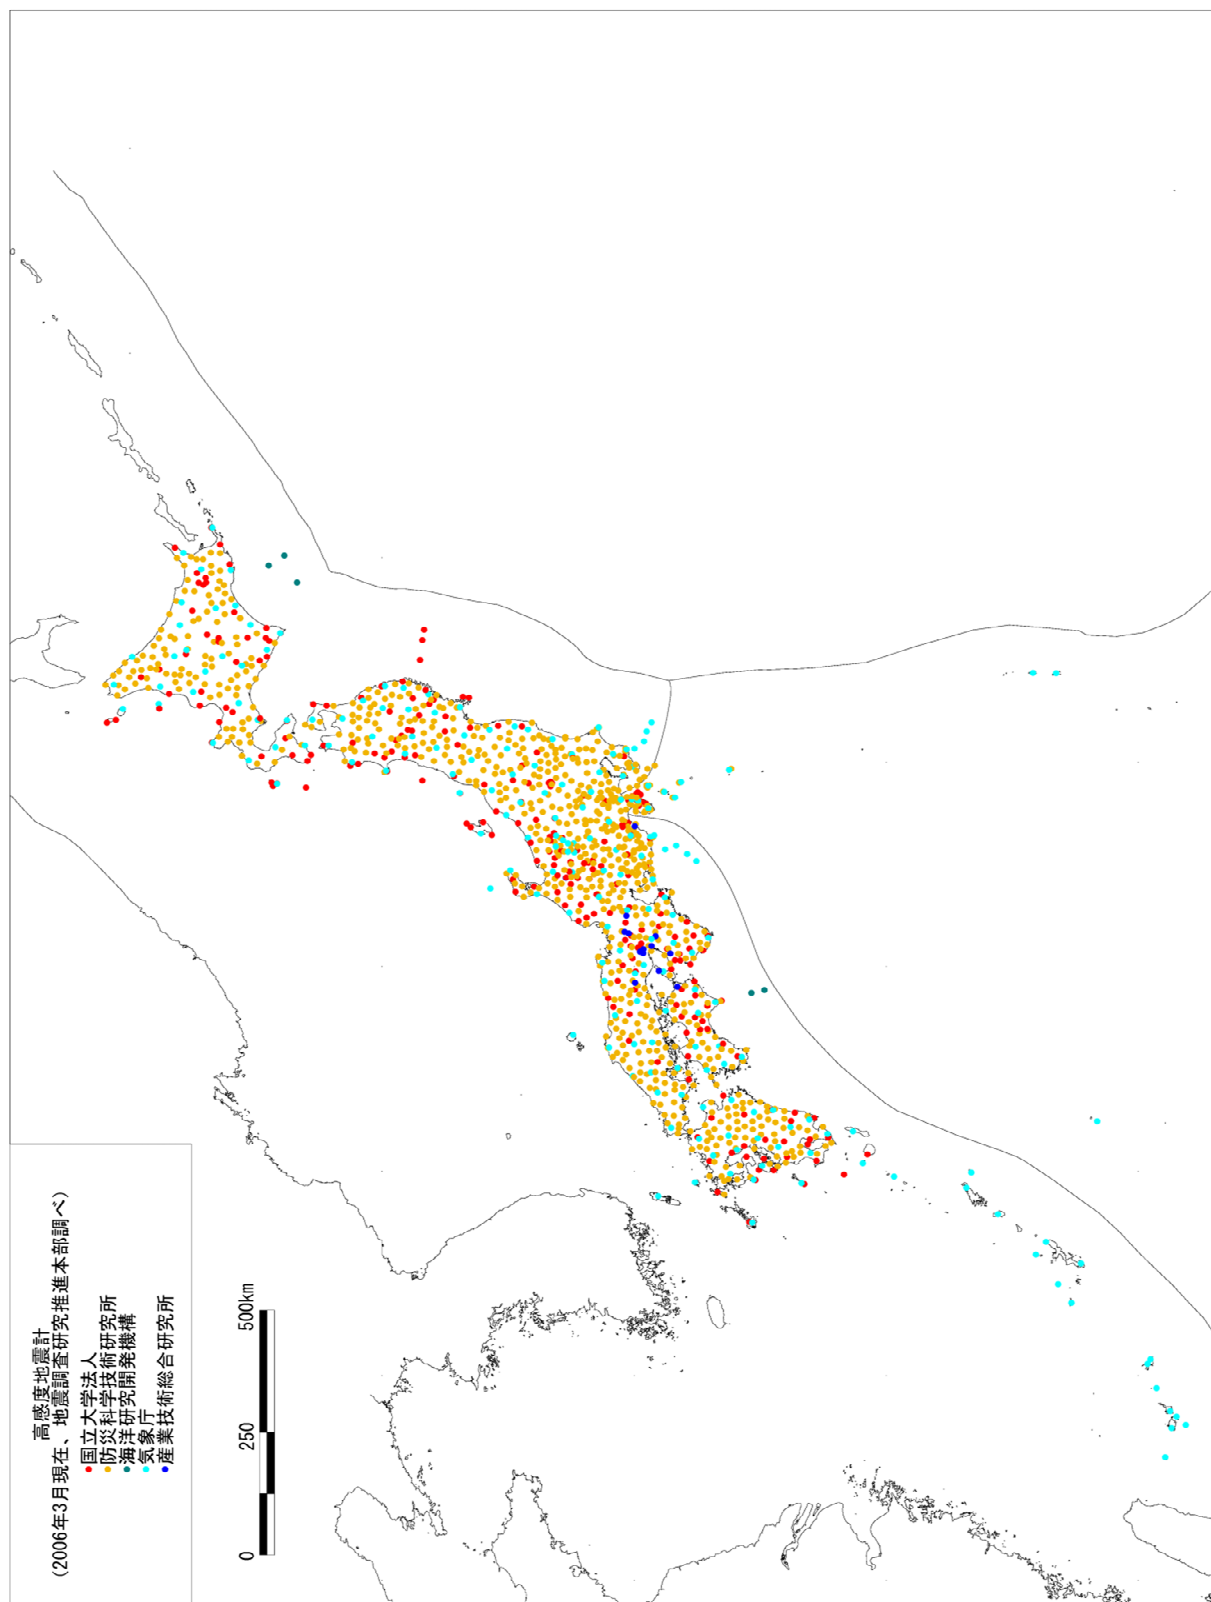 高感度地震計
(2006年3月現在、地震調査研究推進本部調べ)
国立大学法人
防災科学技術研究所
海洋研究開発機構
気象庁
産業技術総合研究所
0 250 500km